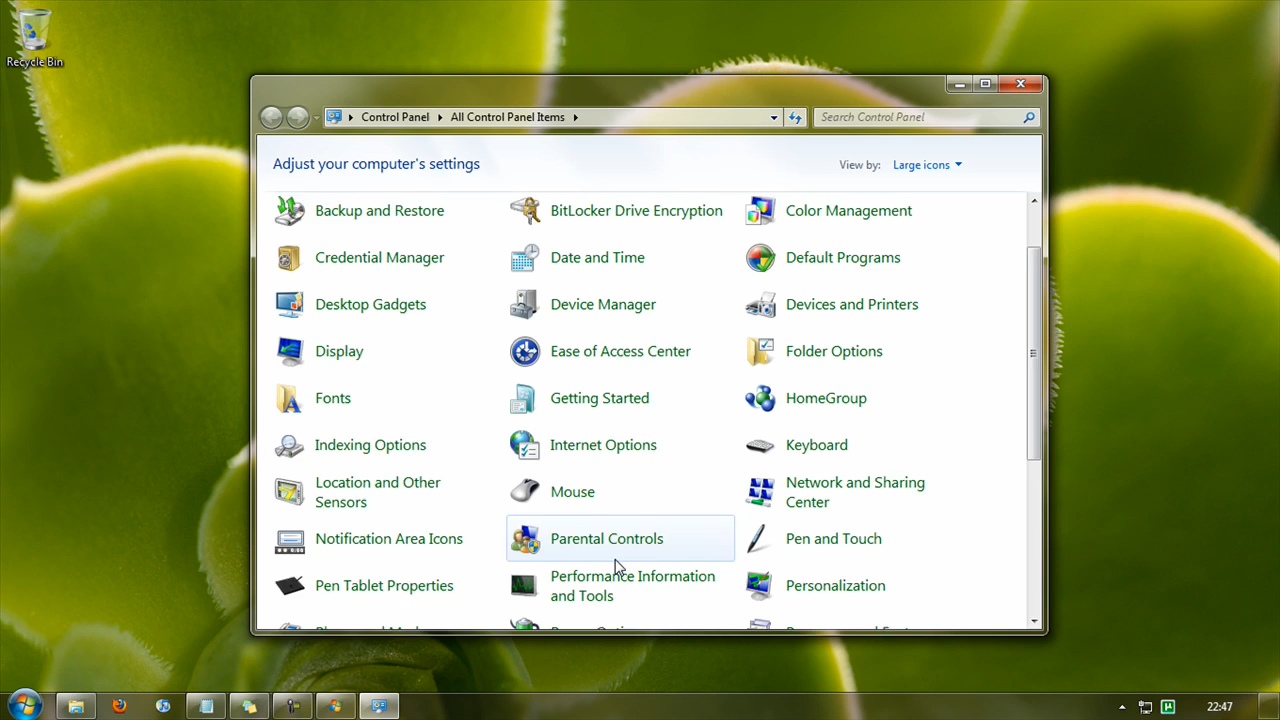 Recycle Bin
Control Panel
All Control Panel Items
Search Control Panel
Adjust your computer's settings
View by:
Large icons
Backup and Restore
BitLocker Drive Encryption
Color Management
Credential Manager
Date and Time
Default Programs
Desktop Gadgets
Device Manager
Devices and Printers
Display
Ease of Access Center
Folder Options
Fonts
Getting Started
HomeGroup
Indexing Options
Internet Options
Keyboard
Location and Other
Sensors
Mouse
Network and Sharing
Center
Notification Area Icons
Parental Controls
Pen and Touch
Pen Tablet Properties
Performance Information
and Tools
Personalization
22:47